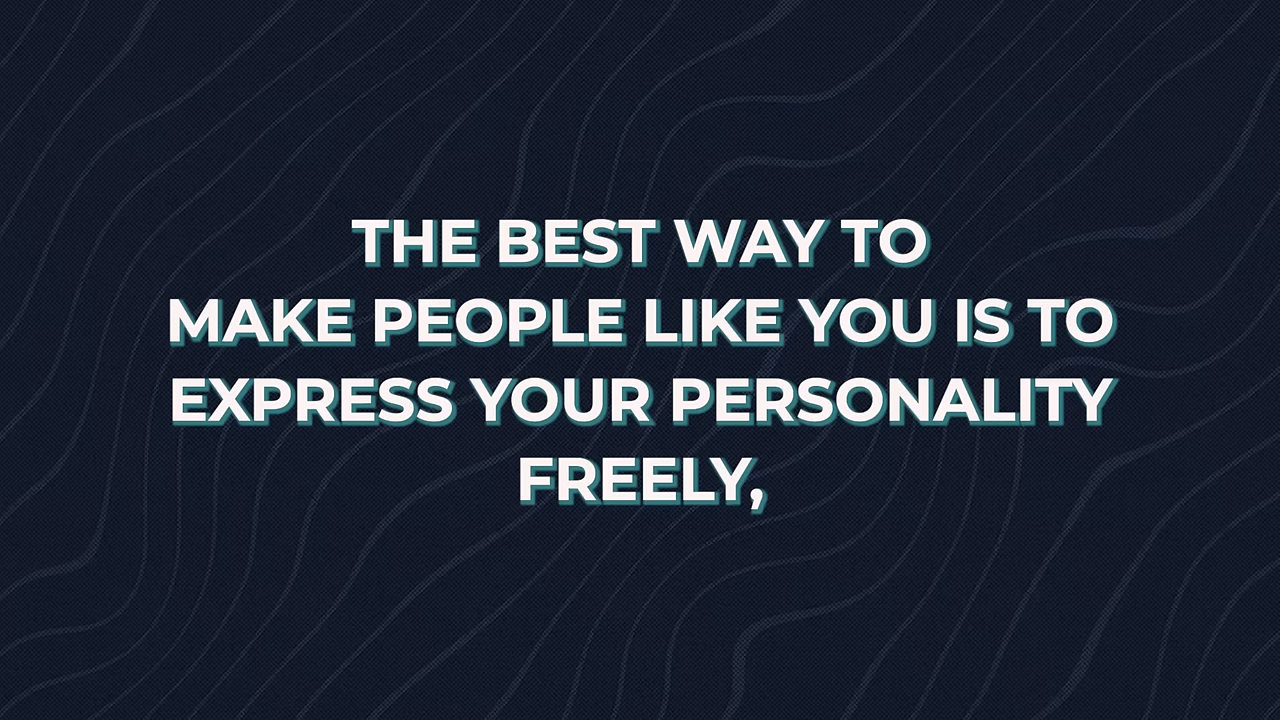 THE BEST WAY TO
MAKE PEOPLE LIKE YOU IS TO
EXPRESS YOUR PERSONALITY
FREELY,